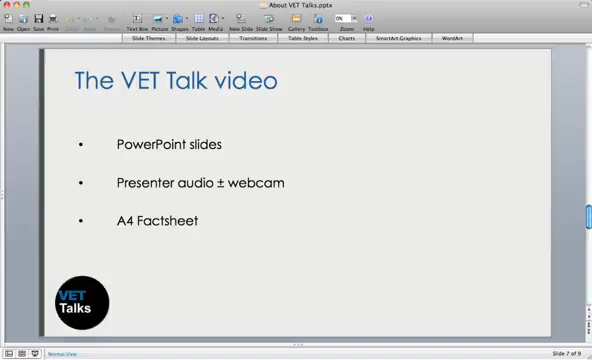 About VET Talks.pptx
New Open Save Print Text Box Picture Shapes Table Media New Slide Slide Show Gallery Toolbox Zoom
0%
Slide Themes Slide Layouts Transitions Table Styles Charts SmartArt Graphics WordArt
The VET Talk video
• PowerPoint slides
• Presenter audio ± webcam
• A4 Factsheet
VET
Talks
Normal View
Slide 7 of 9